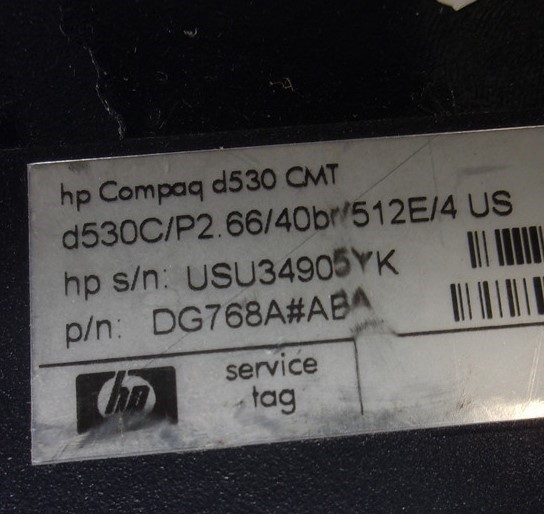 hp Compaq d530 CMT
d530C/P2.66/40br/512E/4 US
hp s/n: USU34905YK
p/n: DG768A#ABA
hp
service
tag